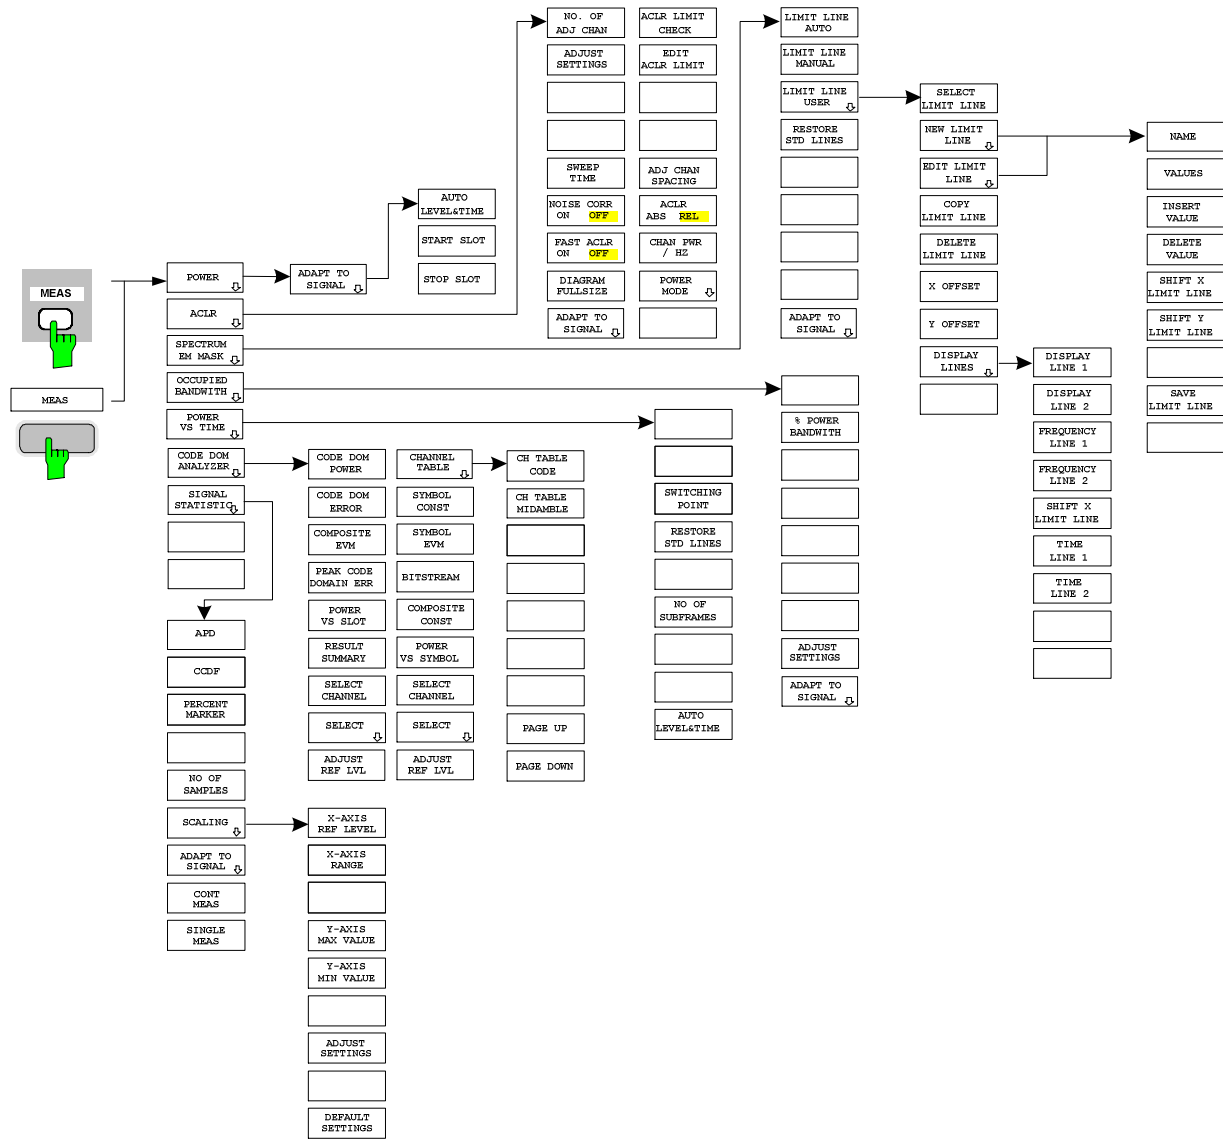 MEAS
MEAS
POWER
ACLR
SPECTRUM
EM MASK
OCCUPIED
BANDWITH
POWER
VS TIME
CODE DOM
ANALYZER
SIGNAL
STATISTIC
ADAPT TO
SIGNAL
AUTO
LEVEL&TIME
START SLOT
STOP SLOT
NO. OF
ADJ CHAN
ADJUST
SETTINGS
SWEEP
TIME
NOISE CORR
ON OFF
FAST ACLR
ON OFF
DIAGRAM
FULLSIZE
ADAPT TO
SIGNAL
ACLR LIMIT
CHECK
EDIT
ACLR LIMIT
ADJ CHAN
SPACING
ACLR
ABS REL
CHAN PWR
/ HZ
POWER
MODE
LIMIT LINE
AUTO
LIMIT LINE
MANUAL
LIMIT LINE
USER
RESTORE
STD LINES
ADAPT TO
SIGNAL
SELECT
LIMIT LINE
NEW LIMIT
LINE
EDIT LIMIT
LINE
COPY
LIMIT LINE
DELETE
LIMIT LINE
X OFFSET
Y OFFSET
DISPLAY
LINES
NAME
VALUES
INSERT
VALUE
DELETE
VALUE
SHIFT X
LIMIT LINE
SHIFT Y
LIMIT LINE
SAVE
LIMIT LINE
DISPLAY
LINE 1
DISPLAY
LINE 2
FREQUENCY
LINE 1
FREQUENCY
LINE 2
SHIFT X
LIMIT LINE
TIME
LINE 1
TIME
LINE 2
% POWER
BANDWITH
ADJUST
SETTINGS
ADAPT TO
SIGNAL
SWITCHING
POINT
RESTORE
STD LINES
NO OF
SUBFRAMES
AUTO
LEVEL&TIME
CODE DOM
POWER
CODE DOM
ERROR
COMPOSITE
EVM
PEAK CODE
DOMAIN ERR
POWER
VS SLOT
RESULT
SUMMARY
SELECT
CHANNEL
SELECT
ADJUST
REF LVL
CHANNEL
TABLE
SYMBOL
CONST
SYMBOL
EVM
BITSTREAM
COMPOSITE
CONST
POWER
VS SYMBOL
SELECT
CHANNEL
SELECT
ADJUST
REF LVL
CH TABLE
CODE
CH TABLE
MIDAMBLE
PAGE UP
PAGE DOWN
APD
CCDF
PERCENT
MARKER
NO OF
SAMPLES
SCALING
ADAPT TO
SIGNAL
CONT
MEAS
SINGLE
MEAS
X-AXIS
REF LEVEL
X-AXIS
RANGE
Y-AXIS
MAX VALUE
Y-AXIS
MIN VALUE
ADJUST
SETTINGS
DEFAULT
SETTINGS